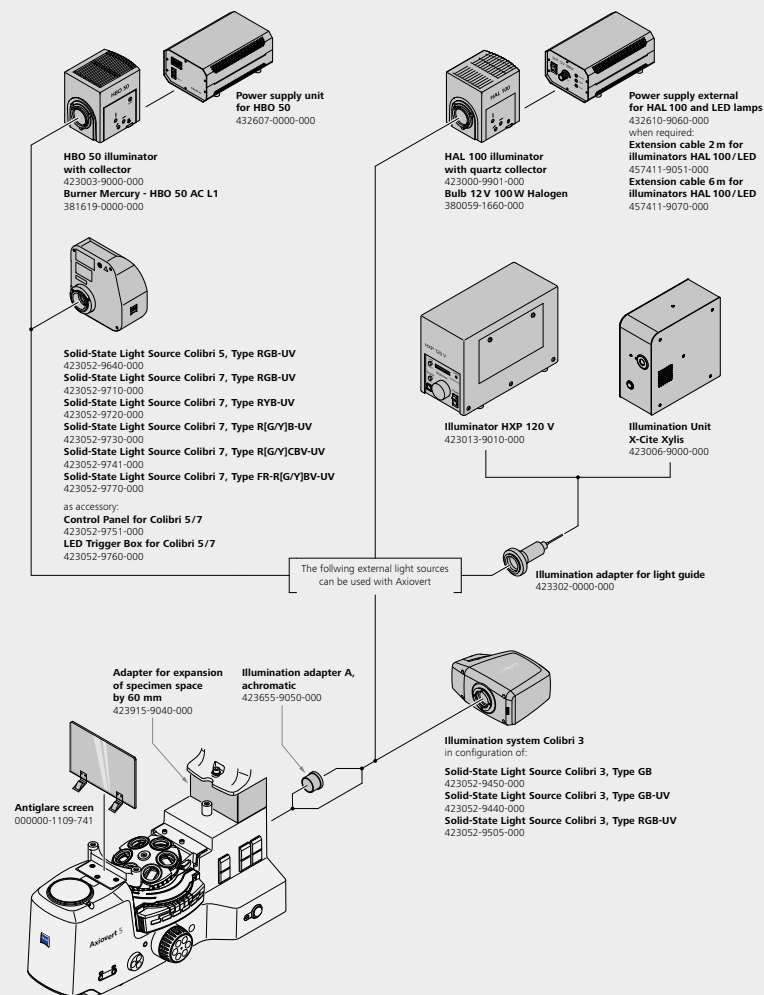 HBO 50
Power supply unit
for HBO 50
432607-0000-000
HBO 50 illuminator
with collector
423003-9000-000
Burner Mercury - HBO 50 AC L1
381619-0000-000
HAL 100
Power supply external
for HAL 100 and LED lamps
432610-9060-000
when required:
Extension cable 2 m for
illuminators HAL 100/LED
457411-9051-000
Extension cable 6 m for
illuminators HAL 100/LED
457411-9070-000
HAL 100 illuminator
with quartz collector
423000-9901-000
Bulb 12 V 100 W Halogen
380059-1660-000
Solid-State Light Source Colibri 5, Type RGB-UV
423052-9640-000
Solid-State Light Source Colibri 7, Type RGB-UV
423052-9710-000
Solid-State Light Source Colibri 7, Type RYB-UV
423052-9720-000
Solid-State Light Source Colibri 7, Type R[G/Y]B-UV
423052-9730-000
Solid-State Light Source Colibri 7, Type R[G/Y]CBV-UV
423052-9741-000
Solid-State Light Source Colibri 7, Type FR-R[G/Y]BV-UV
423052-9770-000
as accessory:
Control Panel for Colibri 5/7
423052-9751-000
LED Trigger Box for Colibri 5/7
423052-9760-000
HXP 120 V
Illuminator HXP 120 V
423013-9010-000
Illumination Unit
X-Cite Xylis
423006-9000-000
The follwing external light sources
can be used with Axiovert
Illumination adapter for light guide
423302-0000-000
Adapter for expansion
of specimen space
by 60 mm
423915-9040-000
Illumination adapter A,
achromatic
423655-9050-000
Illumination system Colibri 3
in configuration of:
Solid-State Light Source Colibri 3, Type GB
423052-9450-000
Solid-State Light Source Colibri 3, Type GB-UV
423052-9440-000
Solid-State Light Source Colibri 3, Type RGB-UV
423052-9505-000
Antiglare screen
000000-1109-741
Axiovert 5